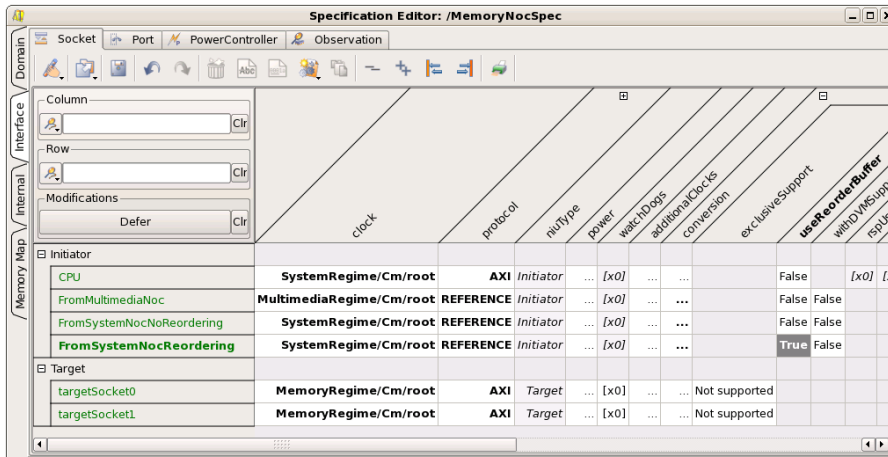 Specification Editor: /MemoryNocSpec
Socket Port PowerController Observation
Domain
Interface
Internal
Memory Map
Abc
Column
Clr
Row
Clr
Modifications
Defer Clr
clock protocol niuType power watchDogs additionalClocks conversion exclusiveSupport useReorderBuffer
Initiator
CPU SystemRegime/Cm/root AXI Initiator ... [x0] ... ... False [x0]
FromMultimediaNoc MultimediaRegime/Cm/root REFERENCE Initiator ... [x0] ... ... False False
FromSystemNocNoReordering SystemRegime/Cm/root REFERENCE Initiator ... [x0] ... ... False False
FromSystemNocReordering SystemRegime/Cm/root REFERENCE Initiator ... [x0] ... ... True False
Target
targetSocket0 MemoryRegime/Cm/root AXI Target ... [x0] ... ... Not supported
targetSocket1 MemoryRegime/Cm/root AXI Target ... [x0] ... ... Not supported